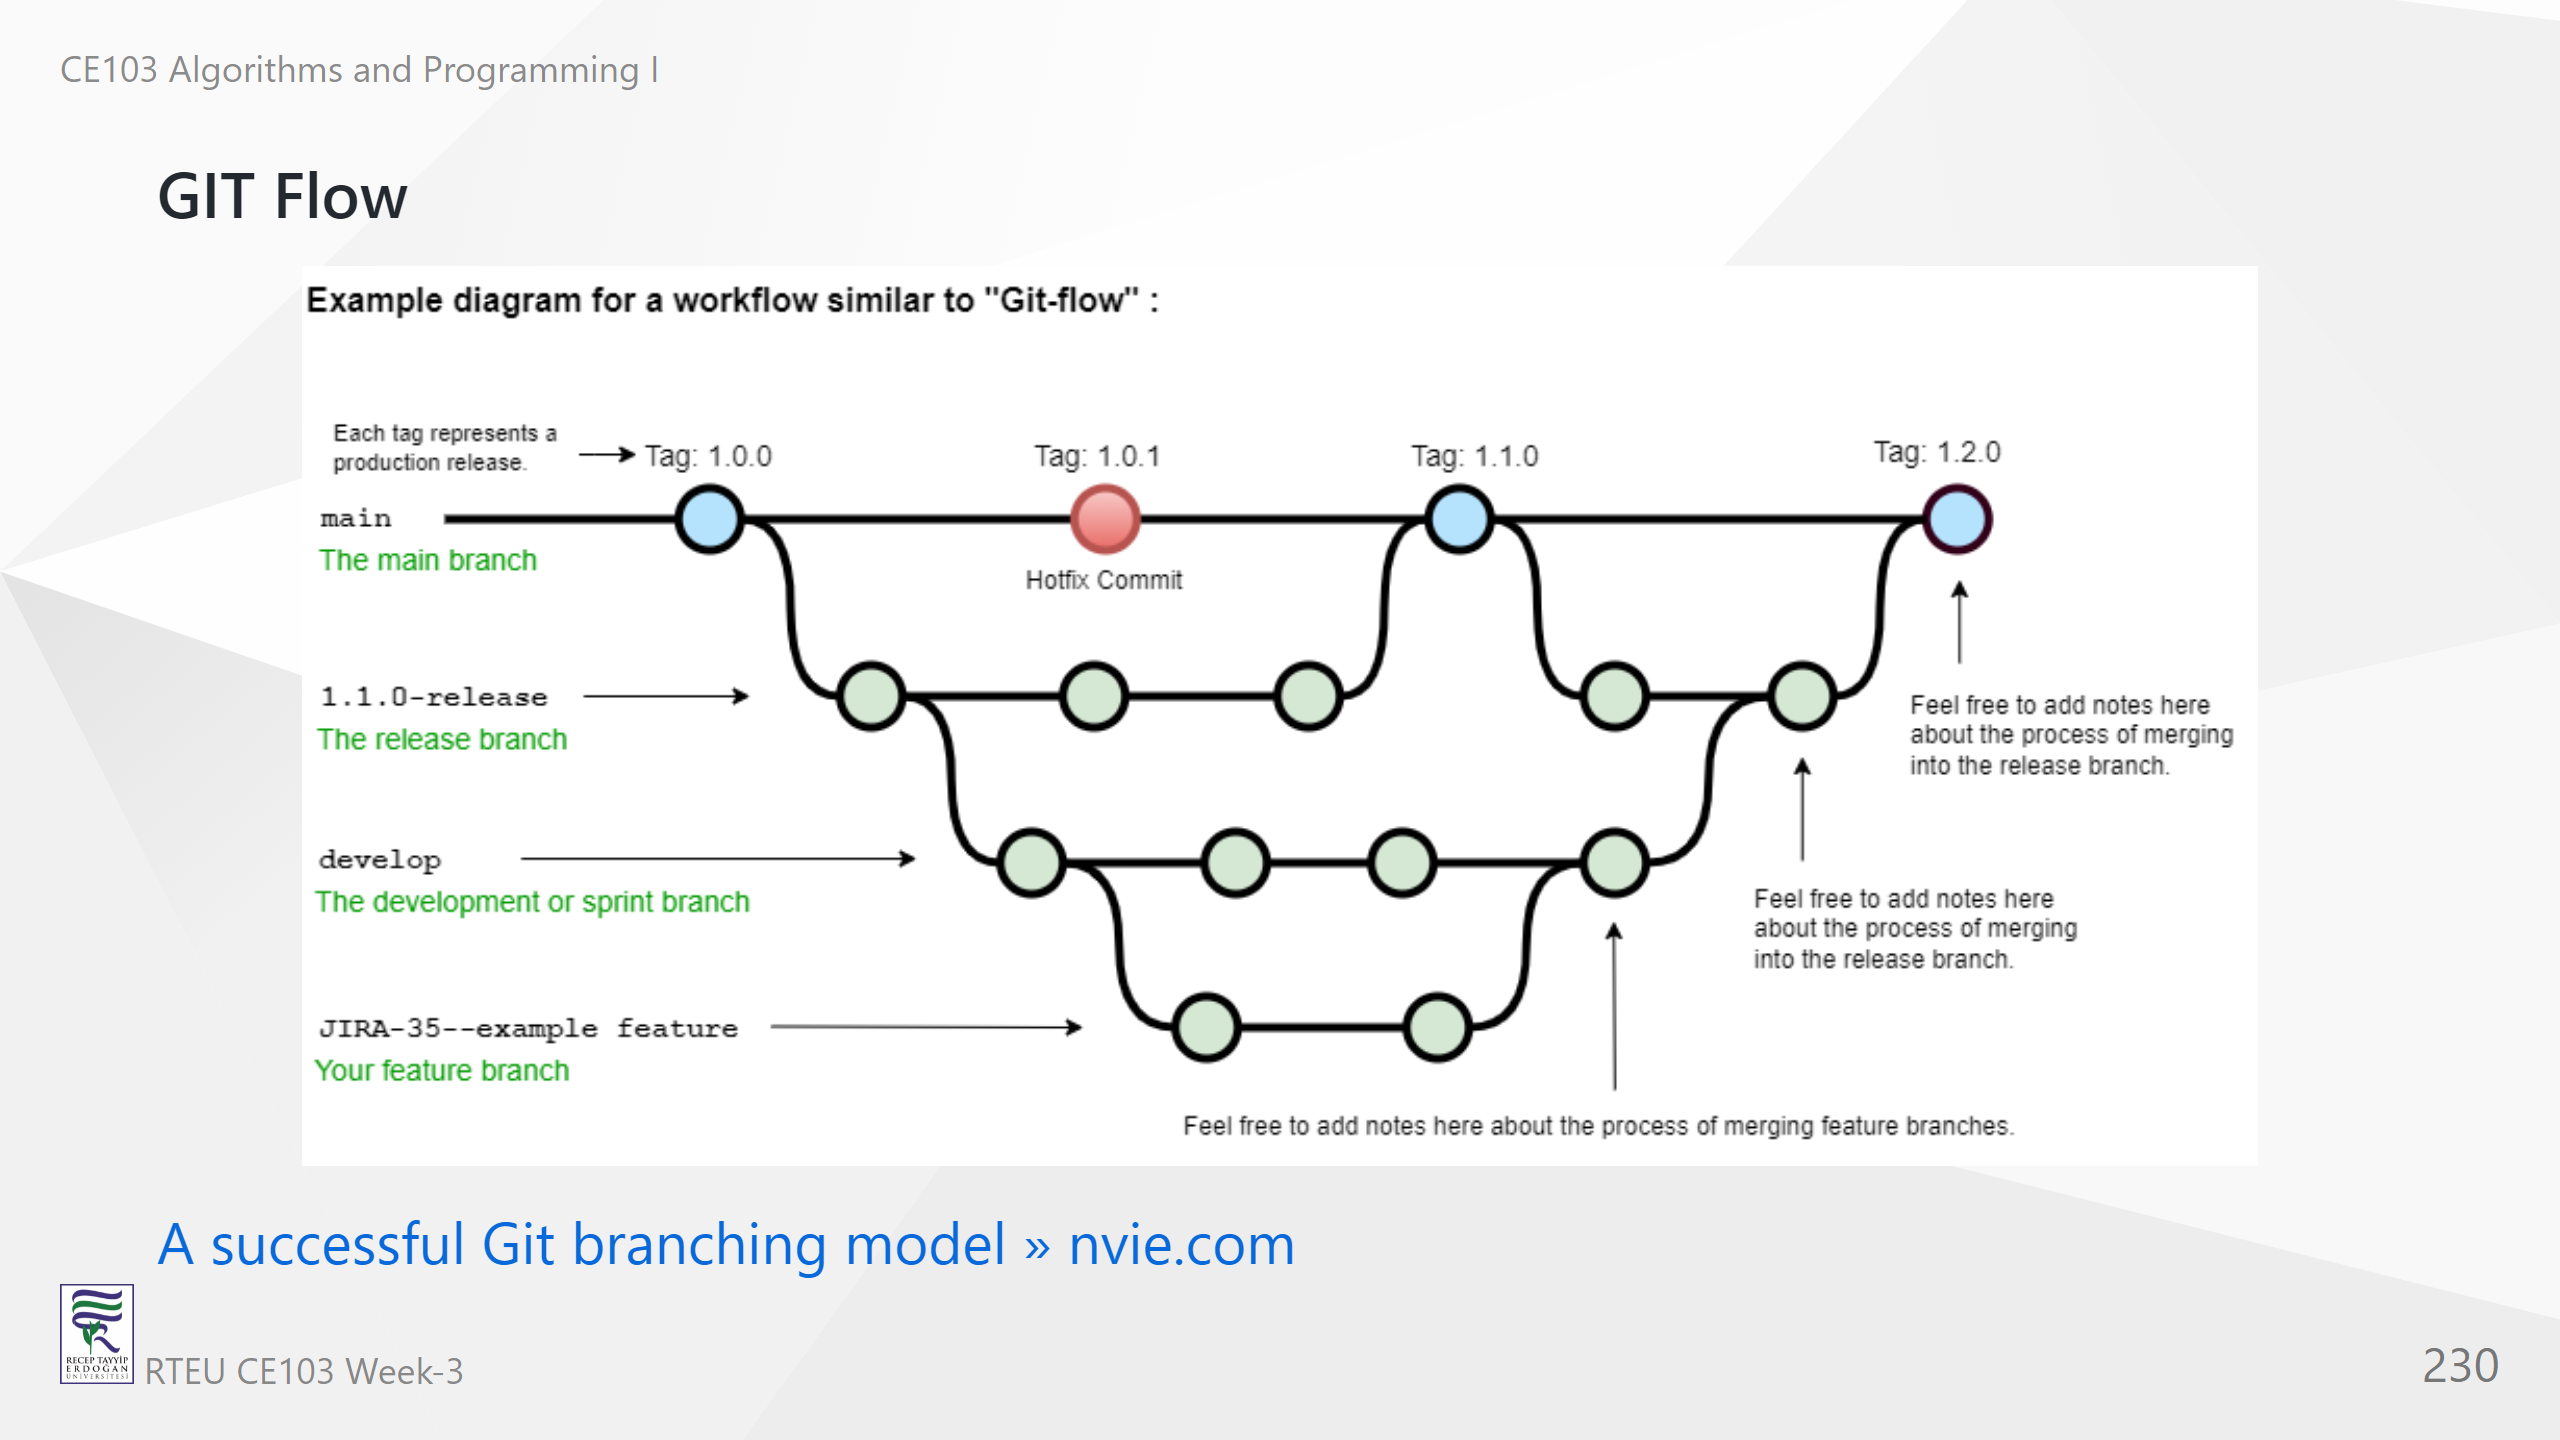 CE103 Algorithms and Programming I
GIT Flow
Example diagram for a workflow similar to "Git-flow" :
Each tag represents a
production release.
Tag: 1.0.0
Tag: 1.0.1
Tag: 1.1.0
Tag: 1.2.0
main
The main branch
Hotfix Commit
1.1.0-release
The release branch
Feel free to add notes here
about the process of merging
into the release branch.
develop
The development or sprint branch
Feel free to add notes here
about the process of merging
into the release branch.
JIRA-35--example feature
Your feature branch
Feel free to add notes here about the process of merging feature branches.
A successful Git branching model » nvie.com
RECEP TAYYİP
ERDOĞAN
ÜNİVERSİTESİ
RTEU CE103 Week-3
230